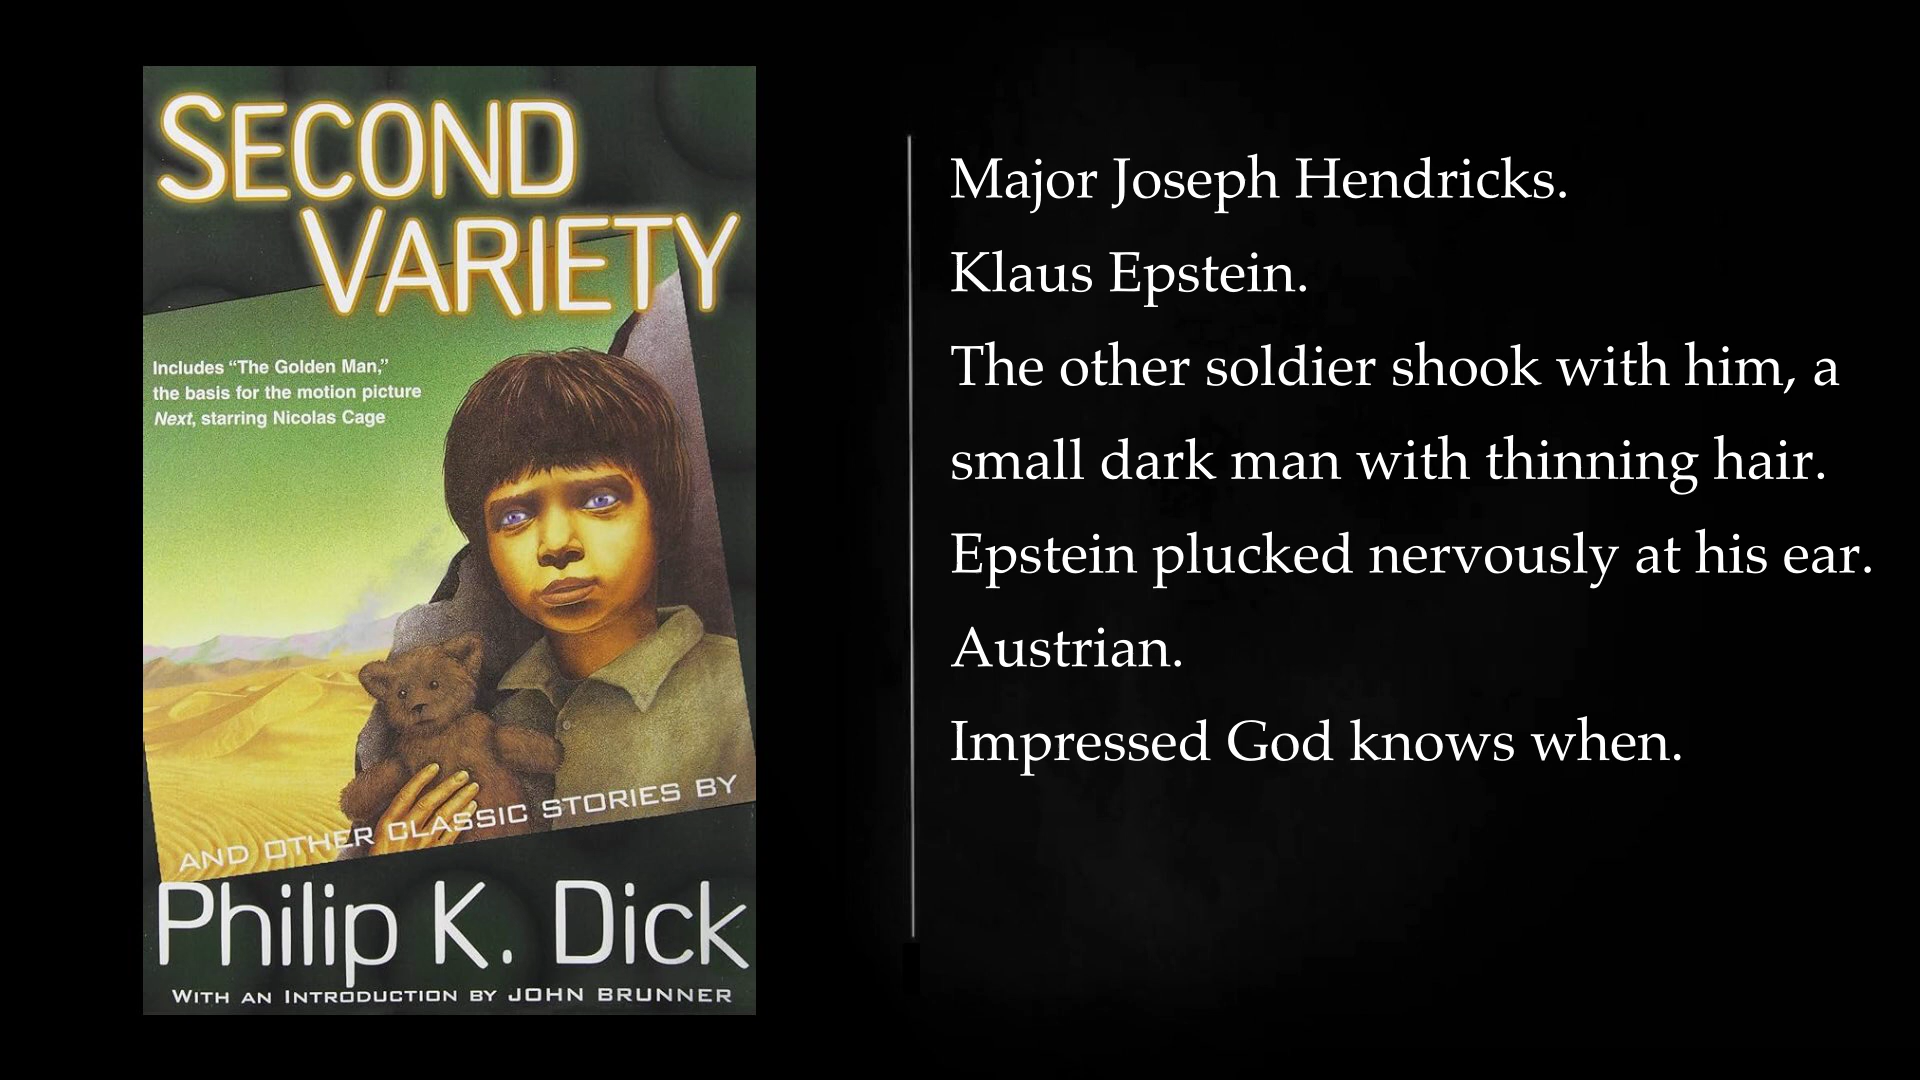 SECOND
VARIETY
Includes “The Golden Man,”
the basis for the motion picture
Next, starring Nicolas Cage
AND OTHER CLASSIC STORIES BY
Philip K. Dick
WITH AN INTRODUCTION BY JOHN BRUNNER
Major Joseph Hendricks.
Klaus Epstein.
The other soldier shook with him, a
small dark man with thinning hair.
Epstein plucked nervously at his ear.
Austrian.
Impressed God knows when.